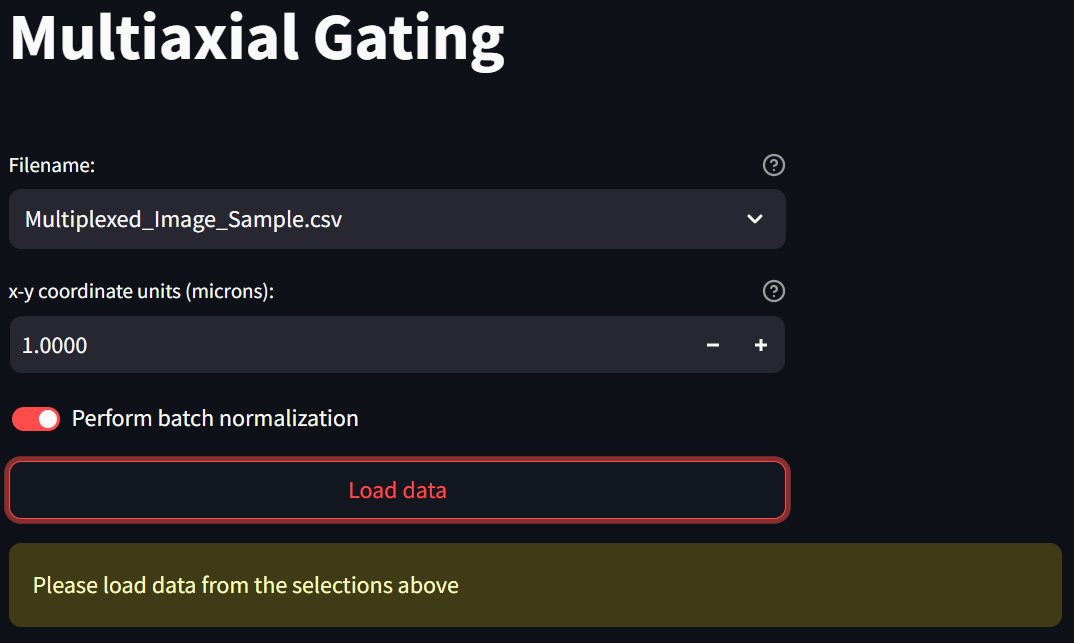 Multiaxial Gating
Filename:
Multiplexed_Image_Sample.csv
x-y coordinate units (microns):
1.0000
Perform batch normalization
Load data
Please load data from the selections above